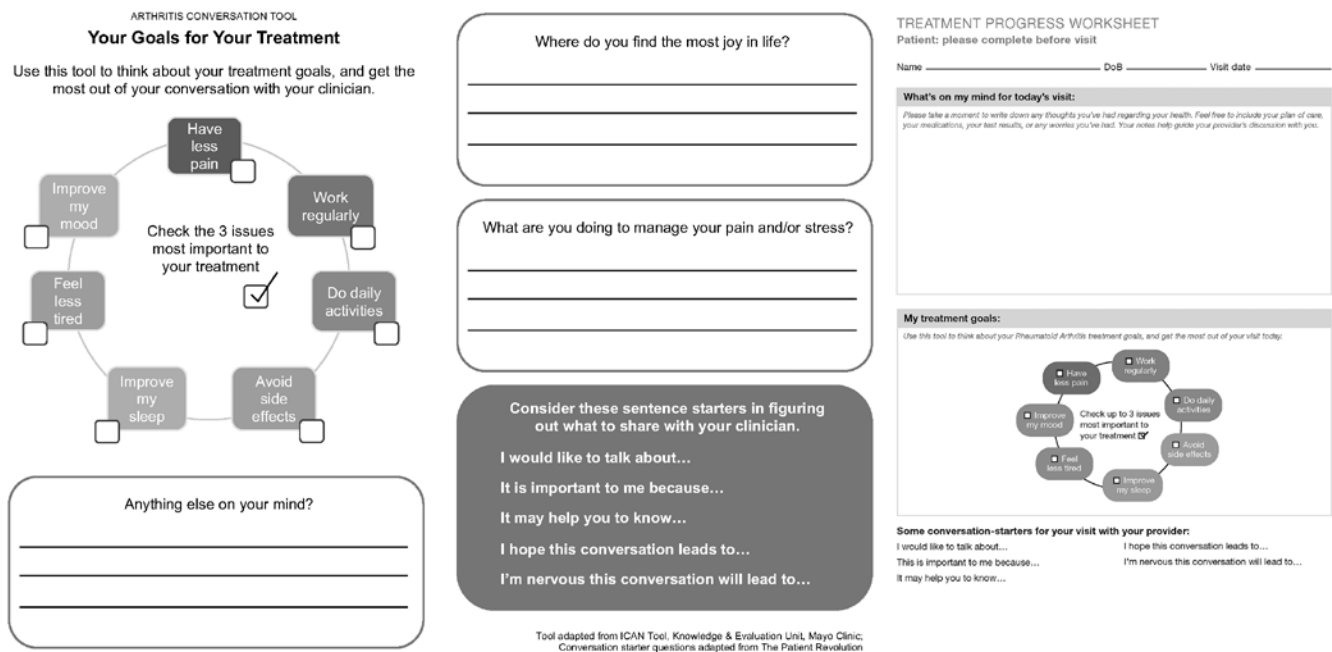 ARTHRITIS CONVERSATION TOOL
Your Goals for Your Treatment
Use this tool to think about your treatment goals, and get the
most out of your conversation with your clinician.
Have
less
pain
Work
regularly
Do daily
activities
Avoid
side
effects
Improve
my
sleep
Feel
less
tired
Improve
my
mood
Check the 3 issues
most important to
your treatment
Anything else on your mind?
Where do you find the most joy in life?
What are you doing to manage your pain and/or stress?
Consider these sentence starters in figuring
out what to share with your clinician.
I would like to talk about…
It is important to me because…
It may help you to know…
I hope this conversation leads to…
I'm nervous this conversation will lead to…
Tool adapted from ICAN Tool, Knowledge & Evaluation Unit, Mayo Clinic;
Conversation starter questions adapted from The Patient Revolution
TREATMENT PROGRESS WORKSHEET
Patient: please complete before visit
Name DoB Visit date
What's on my mind for today's visit:
Please take a moment to write down any thoughts you've had regarding your health. Feel free to include your plan of care,
your medications, your test results, or any worries you've had. Your notes help guide your provider's discussion with you.
My treatment goals:
Use this tool to think about your Rheumatoid Arthritis treatment goals, and get the most out of your visit today.
Have
less pain
Work
regularly
Do daily
activities
Avoid
side effects
Improve
my sleep
Feel
less tired
Improve
my mood
Check up to 3 issues
most important to
your treatment
Some conversation-starters for your visit with your provider:
I would like to talk about…
This is important to me because…
It may help you to know…
I hope this conversation leads to…
I'm nervous this conversation will lead to…